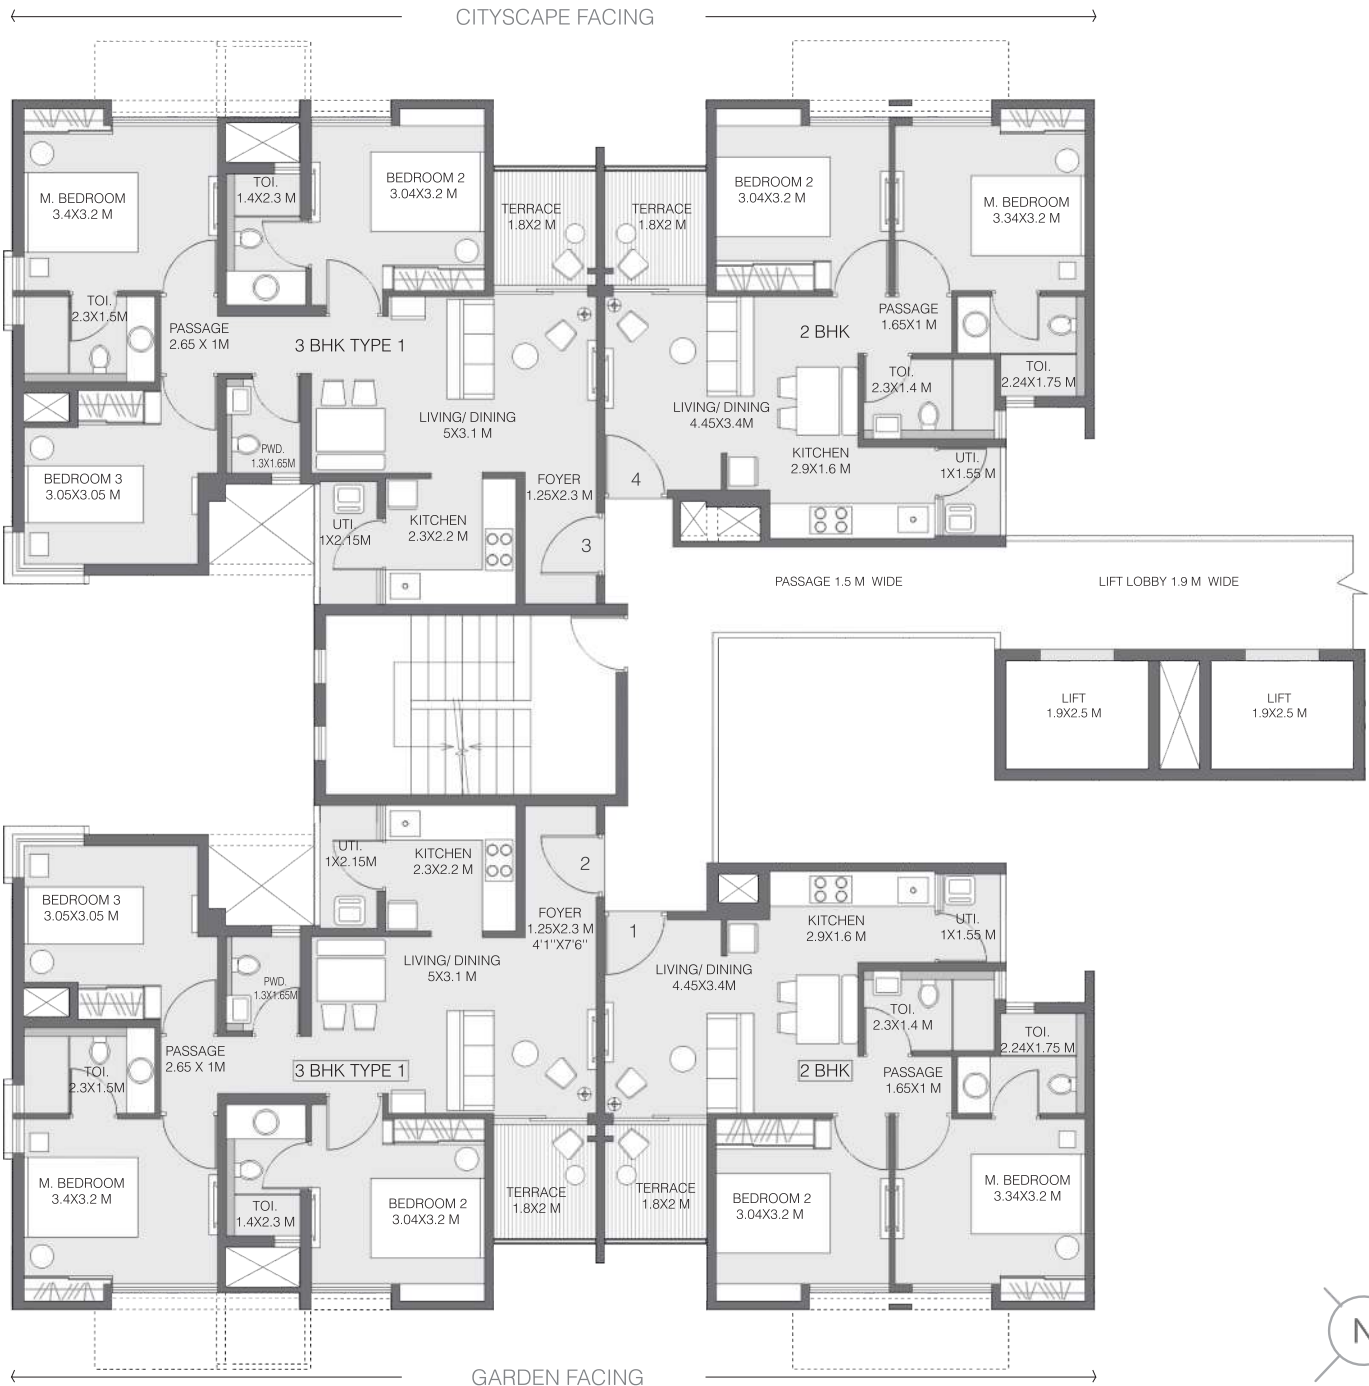 CITYSCAPE FACING
M. BEDROOM
3.4X3.2 M
TOI.
1.4X2.3 M
BEDROOM 2
3.04X3.2 M
TERRACE
1.8X2 M
TERRACE
1.8X2 M
BEDROOM 2
3.04X3.2 M
M. BEDROOM
3.34X3.2 M
TOI.
2.3X1.5M
PASSAGE
2.65 X 1M
3 BHK TYPE 1
2 BHK
PASSAGE
1.65X1 M
TOI.
2.3X1.4 M
TOI.
2.24X1.75 M
LIVING/ DINING
5X3.1 M
LIVING/ DINING
4.45X3.4M
PWD.
1.3X1.65M
KITCHEN
2.9X1.6 M
UTI.
1X1.55 M
BEDROOM 3
3.05X3.05 M
FOYER
1.25X2.3 M
4
UTI.
1X2.15M
KITCHEN
2.3X2.2 M
3
PASSAGE 1.5 M WIDE
LIFT LOBBY 1.9 M WIDE
LIFT
1.9X2.5 M
LIFT
1.9X2.5 M
UTI.
1X2.15M
KITCHEN
2.3X2.2 M
2
BEDROOM 3
3.05X3.05 M
FOYER
1.25X2.3 M
4'1"X7'6"
1
KITCHEN
2.9X1.6 M
UTI.
1X1.55 M
LIVING/ DINING
5X3.1 M
LIVING/ DINING
4.45X3.4M
PWD.
1.3X1.65M
TOI.
2.3X1.4 M
TOI.
2.24X1.75 M
PASSAGE
2.65 X 1M
TOI.
2.3X1.5M
3 BHK TYPE 1
2 BHK
PASSAGE
1.65X1 M
M. BEDROOM
3.4X3.2 M
TOI.
1.4X2.3 M
BEDROOM 2
3.04X3.2 M
TERRACE
1.8X2 M
TERRACE
1.8X2 M
BEDROOM 2
3.04X3.2 M
M. BEDROOM
3.34X3.2 M
N
GARDEN FACING